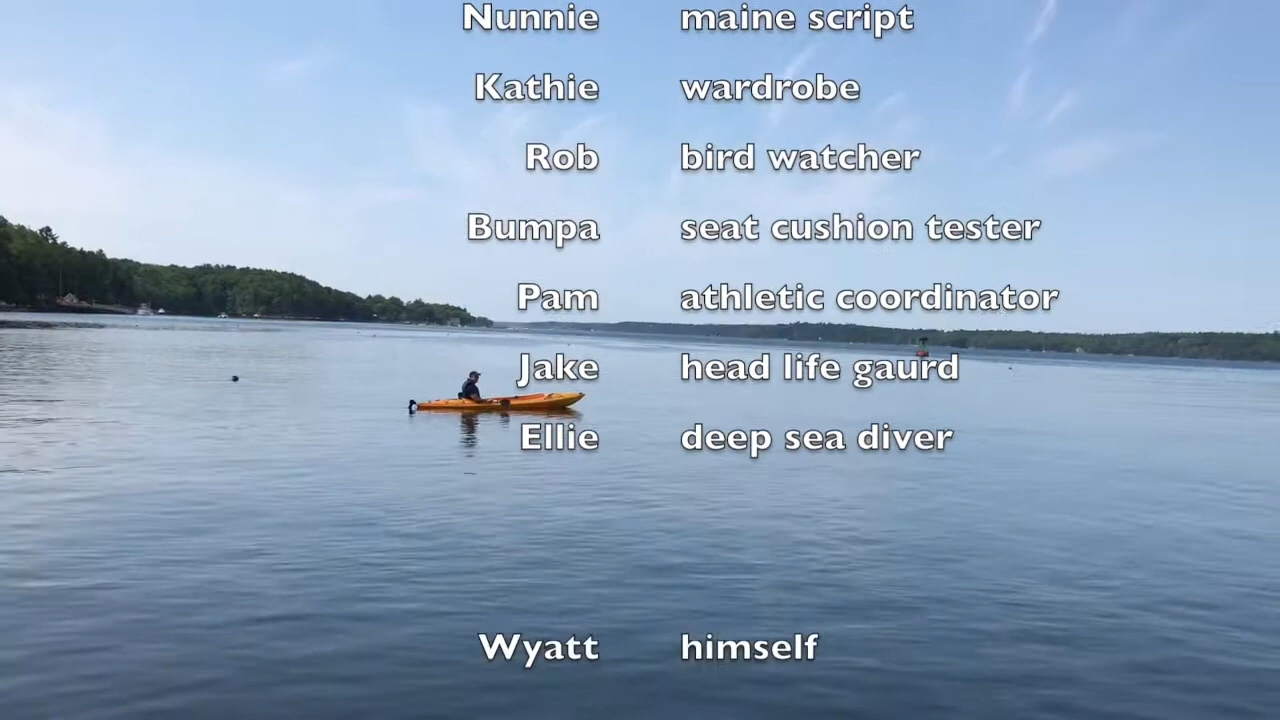 Nunnie maine script
Kathie wardrobe
Rob bird watcher
Bumpa seat cushion tester
Pam athletic coordinator
Jake head life gaurd
Ellie deep sea diver
Wyatt himself